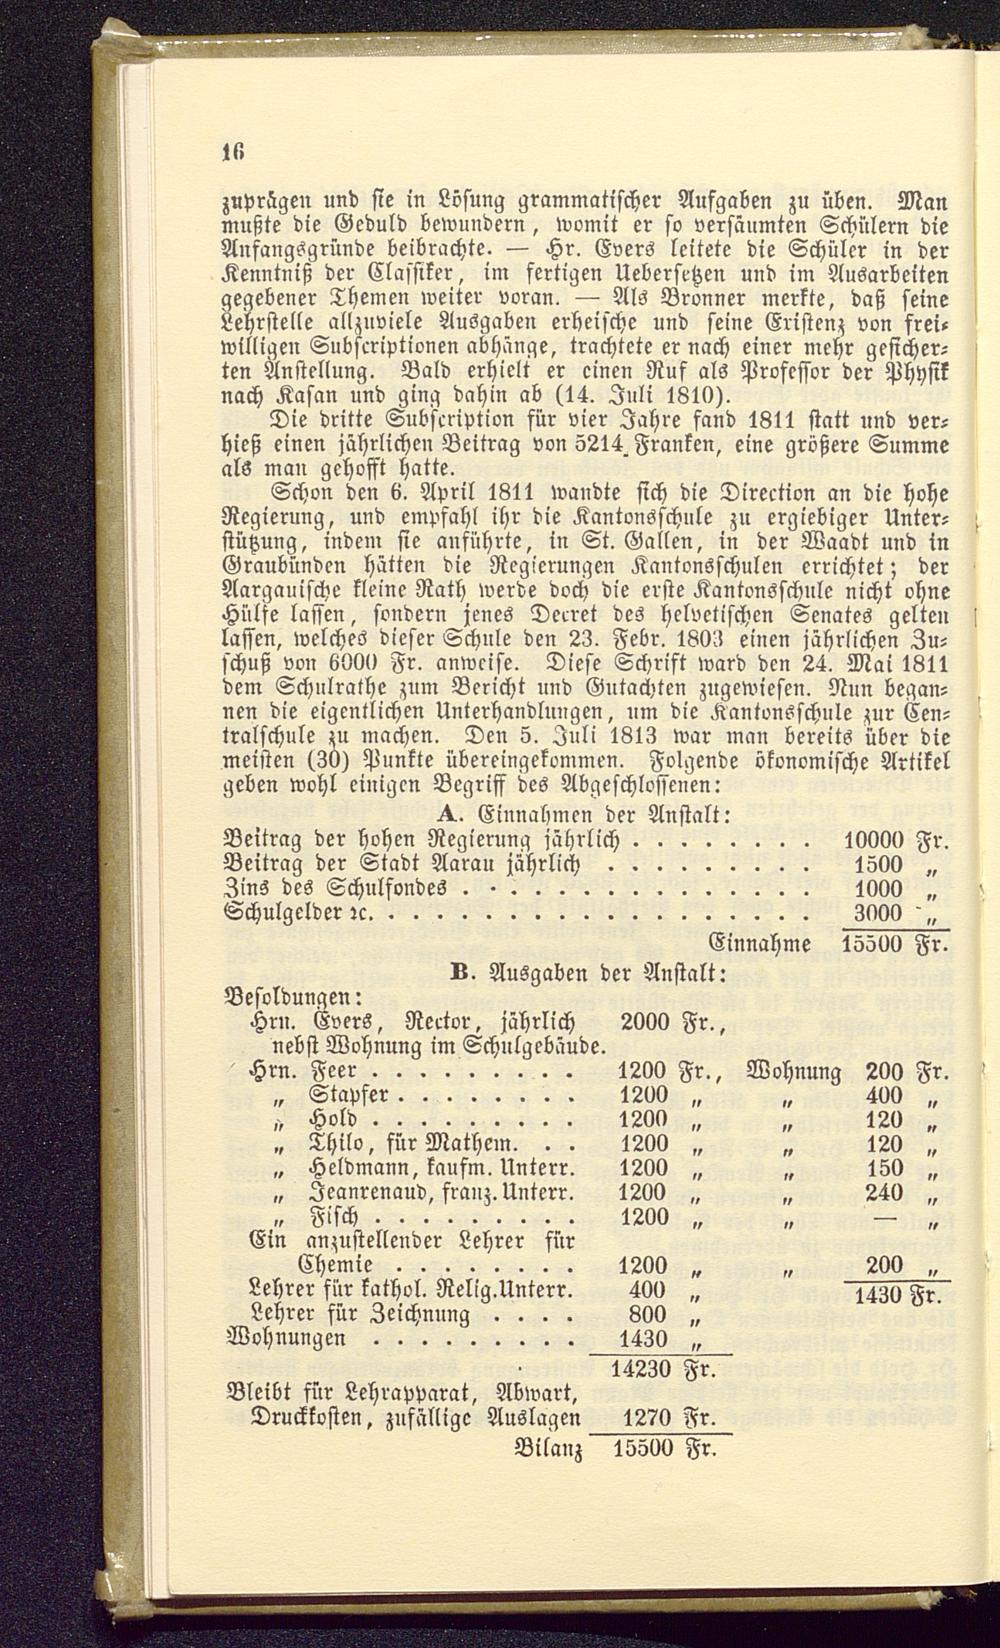 16
zuprägen und sie in Lösung grammatischer Aufgaben zu üben. Man
mußte die Geduld bewundern, womit er so versäumten Schülern die
Anfangsgründe beibrachte. — Hr. Evers leitete die Schüler in der
Kenntniß der Classiker, im fertigen Uebersetzen und im Ausarbeiten
gegebener Themen weiter voran. — Als Bronner merkte, daß seine
Lehrstelle allzuviele Ausgaben erheische und seine Existenz von frei-
willigen Subscriptionen abhänge, trachtete er nach einer mehr gesicher-
ten Anstellung. Bald erhielt er einen Ruf als Professor der Physik
nach Kasan und ging dahin ab (14. Juli 1810).
Die dritte Subscription für vier Jahre fand 1811 statt und ver-
hieß einen jährlichen Beitrag von 5214 Franken, eine größere Summe
als man gehofft hatte.
Schon den 6. April 1811 wandte sich die Direction an die hohe
Regierung, und empfahl ihr die Kantonsschule zu ergiebiger Unter-
stützung, indem sie anführte, in St. Gallen, in der Waadt und in
Graubünden hätten die Regierungen Kantonsschulen errichtet; der
Aargauische kleine Rath werde doch die erste Kantonsschule nicht ohne
Hülfe lassen, sondern jenes Decret des helvetischen Senates gelten
lassen, welches dieser Schule den 23. Febr. 1803 einen jährlichen Zu-
schuß von 6000 Fr. anweise. Diese Schrift ward den 24. Mai 1811
dem Schulrathe zum Bericht und Gutachten zugewiesen. Nun began-
nen die eigentlichen Unterhandlungen, um die Kantonsschule zur Cen-
tralschule zu machen. Den 5. Juli 1813 war man bereits über die
meisten (30) Punkte übereingekommen. Folgende ökonomische Artikel
geben wohl einigen Begriff des Abgeschlossenen:
A. Einnahmen der Anstalt:
Beitrag der hohen Regierung jährlich . . . . . . . . 10000 Fr.
Beitrag der Stadt Aarau jährlich . . . . . . . . . 1500 „
Zins des Schulfondes . . . . . . . . . . . . . . 1000 „
Schulgelder ꝛc. . . . . . . . . . . . . . . . . . 3000 „
Einnahme 15500 Fr.
B. Ausgaben der Anstalt:
Besoldungen:
Hrn. Evers, Rector, jährlich 2000 Fr.,
nebst Wohnung im Schulgebäude.
Hrn. Feer . . . . . . . . . 1200 Fr., Wohnung 200 Fr.
„ Stapfer . . . . . . . . 1200 „ „ 400 „
„ Hold . . . . . . . . . 1200 „ „ 120 „
„ Thilo, für Mathem. . . . 1200 „ „ 120 „
„ Heldmann, kaufm. Unterr. 1200 „ „ 150 „
„ Jeanrenaud, franz. Unterr. 1200 „ „ 240 „
„ Fisch . . . . . . . . . 1200 „ „ — „
Ein anzustellender Lehrer für
Chemie . . . . . . . . 1200 „ „ 200 „
Lehrer für kathol. Relig.Unterr. 400 „ 1430 Fr.
Lehrer für Zeichnung . . . . 800 „
Wohnungen . . . . . . . . . 1430 „
14230 Fr.
Bleibt für Lehrapparat, Abwart,
Druckkosten, zufällige Auslagen 1270 Fr.
Bilanz 15500 Fr.